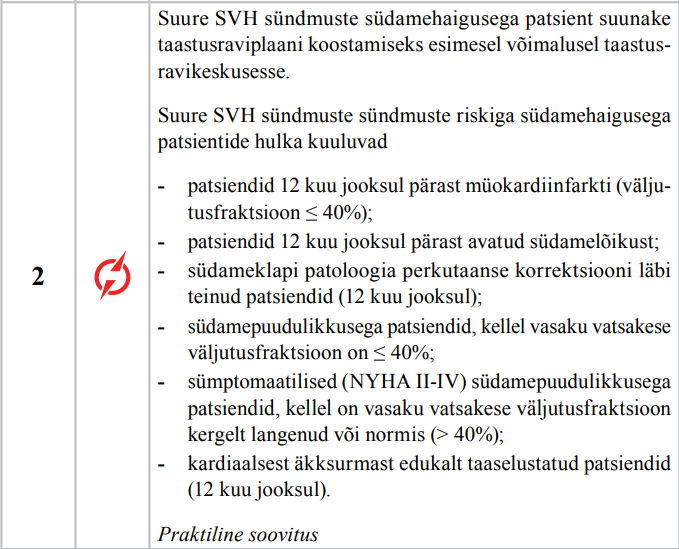 Suure SVH sündmuste südamehaigusega patsient suunake
taastusraviplaani koostamiseks esimesel võimalusel taastus-
ravikeskusesse.
Suure SVH sündmuste sündmuste riskiga südamehaigusega
patsientide hulka kuuluvad
- patsiendid 12 kuu jooksul pärast müokardiinfarkti (välju-
tusfraktsioon ≤ 40%);
- patsiendid 12 kuu jooksul pärast avatud südamelõikust;
- südameklapi patoloogia perkutaanse korrektsiooni läbi
teinud patsiendid (12 kuu jooksul);
2
- südamepuudulikkusega patsiendid, kellel vasaku vatsakese
väljutusfraktsioon on ≤ 40%;
- sümptomaatilised (NYHA II-IV) südamepuudulikkusega
patsiendid, kellel on vasaku vatsakese väljutusfraktsioon
kergelt langenud või normis (> 40%);
- kardiaalsest äkksurmast edukalt taaselustatud patsiendid
(12 kuu jooksul).
Praktiline soovitus